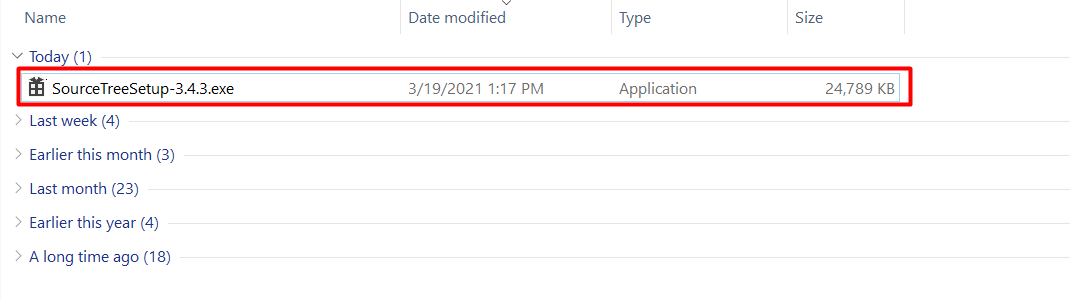 Name Date modified Type Size
Today (1)
SourceTreeSetup-3.4.3.exe 3/19/2021 1:17 PM Application 24,789 KB
Last week (4)
Earlier this month (3)
Last month (23)
Earlier this year (4)
A long time ago (18)